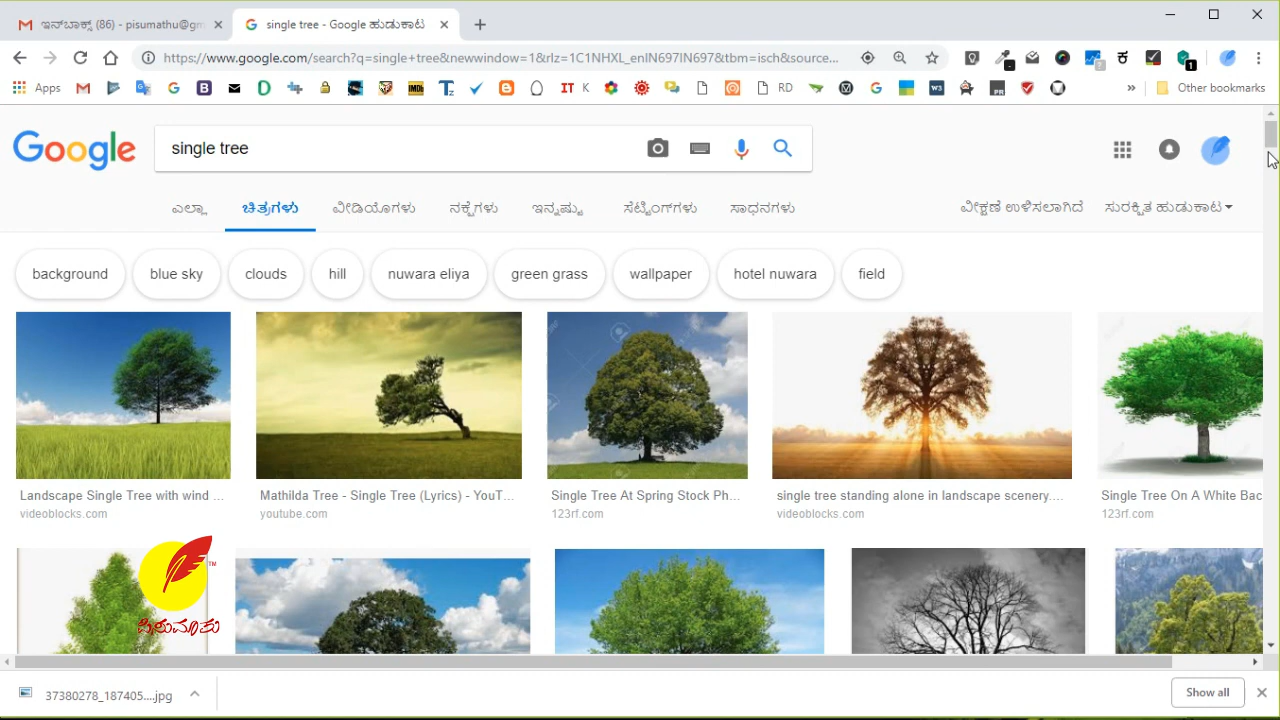 ಇನ್‌ಬಾಕ್ಸ್ (86) - pisumathu@gm
single tree - Google ಹುಡುಕಾಟ
https://www.google.com/search?q=single+tree&newwindow=1&rlz=1C1NHXL_enIN697IN697&tbm=isch&source...
Apps
IT K
RD
Other bookmarks
Google
single tree
ಎಲ್ಲಾ
ಚಿತ್ರಗಳು
ವೀಡಿಯೊಗಳು
ನಕ್ಷೆಗಳು
ಇನ್ನಷ್ಟು
ಸೆಟ್ಟಿಂಗ್‌ಗಳು
ಸಾಧನಗಳು
ವೀಕ್ಷಣೆ ಉಳಿಸಲಾಗಿದೆ
ಸುರಕ್ಷಿತ ಹುಡುಕಾಟ
background
blue sky
clouds
hill
nuwara eliya
green grass
wallpaper
hotel nuwara
field
Landscape Single Tree with wind ...
videoblocks.com
Mathilda Tree - Single Tree (Lyrics) - YouT...
youtube.com
Single Tree At Spring Stock Ph...
123rf.com
single tree standing alone in landscape scenery....
videoblocks.com
Single Tree On A White Bac
123rf.com
TM
ಪಿಸುಮಾತು
37380278_187405....jpg
Show all